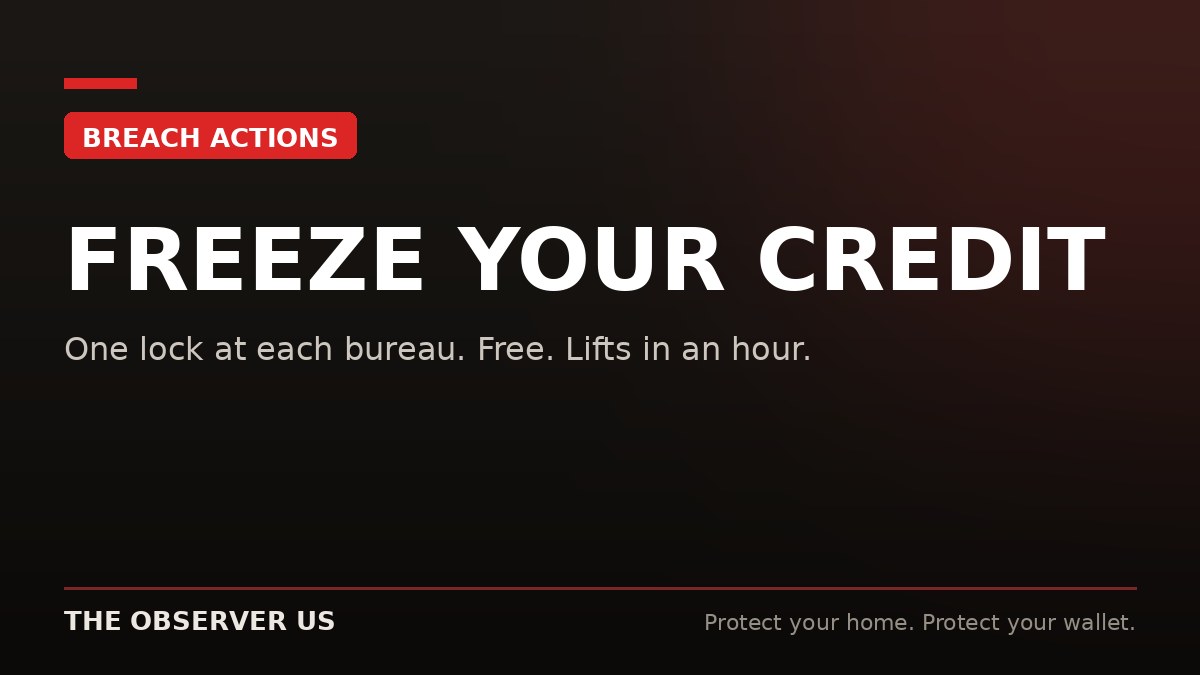 BREACH ACTIONS
FREEZE YOUR CREDIT
One lock at each bureau. Free. Lifts in an hour.
THE OBSERVER US
Protect your home. Protect your wallet.